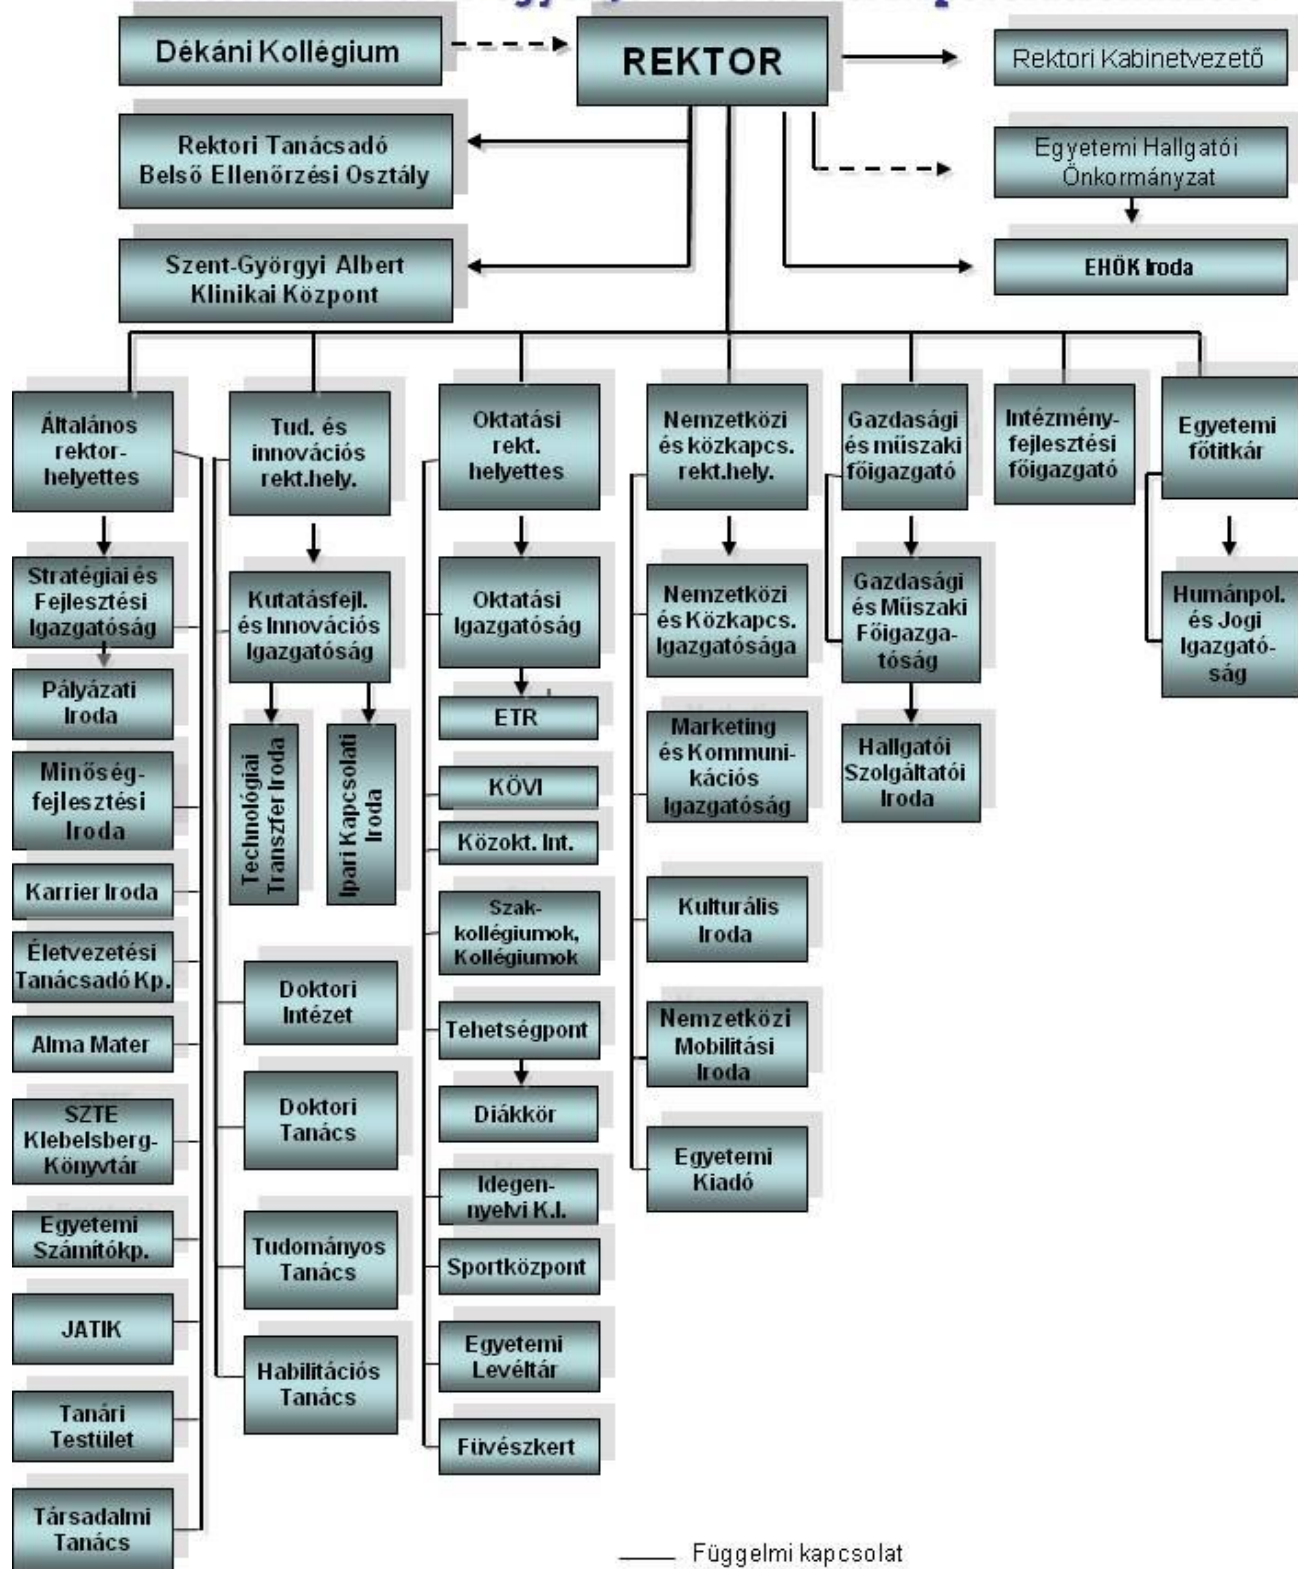 Dékáni Kollégium
REKTOR
Rektori Kabinetvezető
Rektori Tanácsadó
Belső Ellenőrzési Osztály
Egyetemi Hallgatói
Önkormányzat
Szent-Györgyi Albert
Klinikai Központ
EHÖK Iroda
Általános
rektor-
helyettes
Tud. és
innovációs
rekt.hely.
Oktatási
rekt.
helyettes
Nemzetközi
és közkapcs.
rekt.hely.
Gazdasági
és műszaki
főigazgató
Intézmény-
fejlesztési
főigazgató
Egyetemi
főtitkár
Stratégiai és
Fejlesztési
Igazgatóság
Pályázati
Iroda
Minőség-
fejlesztési
Iroda
Karrier Iroda
Életvezetési
Tanácsadó Kp.
Alma Mater
SZTE
Klebelsberg-
Könyvtár
Egyetemi
Számítókp.
JATIK
Tanári
Testület
Társadalmi
Tanács
Kutatásfejl.
és Innovációs
Igazgatóság
Technológiai
Transzfer Iroda
Ipari Kapcsolati
Iroda
Doktori
Intézet
Doktori
Tanács
Tudományos
Tanács
Habilitációs
Tanács
Oktatási
Igazgatóság
ETR
KÖVI
Közokt. Int.
Szak-
kollégiumok,
Kollégiumok
Tehetségpont
Diákkör
Idegen-
nyelvi K.I.
Sportközpont
Egyetemi
Levéltár
Füvészkert
Nemzetközi
és Közkapcs.
Igazgatósága
Marketing
és Kommuni-
kációs
Igazgatóság
Kulturális
Iroda
Nemzetközi
Mobilitási
Iroda
Egyetemi
Kiadó
Gazdasági
és Műszaki
Főigazga-
tóság
Hallgatói
Szolgáltatói
Iroda
Humánpol.
és Jogi
Igazgató-
ság
Függelmi kapcsolat